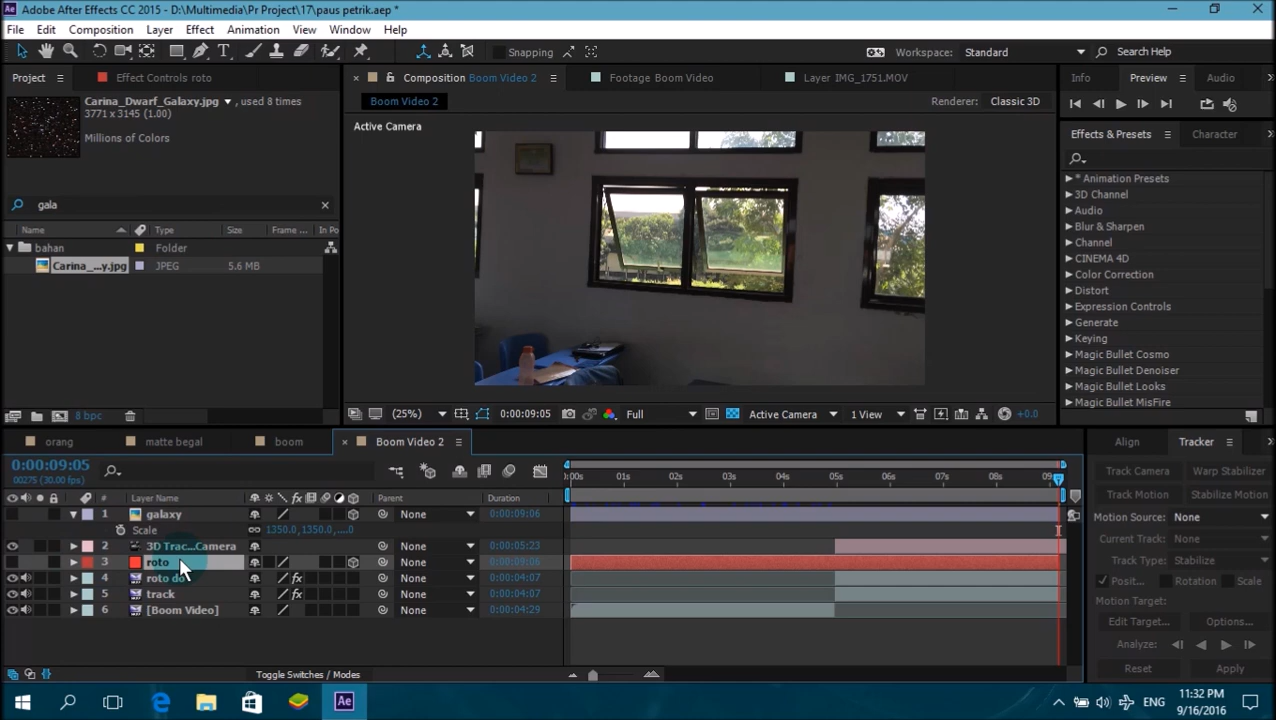 Adobe After Effects CC 2015 - D:\Multimedia\Pr Project\17\paus petrik.aep *
File Edit Composition Layer Effect Animation View Window Help
Snapping Workspace: Standard Search Help
Project Effect Controls roto
Composition Boom Video 2 Footage Boom Video Layer IMG_1751.MOV
Info Preview Audio
Carina_Dwarf_Galaxy.jpg , used 8 times
3771 x 3145 (1.00)
Millions of Colors
Boom Video 2 Renderer: Classic 3D
Active Camera
Effects & Presets Character
gala
* Animation Presets
3D Channel
Audio
Blur & Sharpen
Channel
CINEMA 4D
Color Correction
Distort
Expression Controls
Generate
Keying
Magic Bullet Cosmo
Magic Bullet Denoiser
Magic Bullet Looks
Magic Bullet MisFire
Name Type Size Frame ... In Po
bahan Folder
Carina_...y.jpg JPEG 5.6 MB
8 bpc
(25%) 0:00:09:05 Full Active Camera 1 View +0.0
orang matte begal boom Boom Video 2
Align Tracker
0:00:09:05
00275 (30.00 fps)
:00s 01s 02s 03s 04s 05s 06s 07s 08s 09
# Layer Name Parent Duration
1 galaxy None 0:00:09:06
Scale 1350.0,1350.0,....0
2 3D Trac...Camera None 0:00:05:23
3 roto None 0:00:09:06
4 roto do None 0:00:04:07
5 track None 0:00:04:07
6 [Boom Video] None 0:00:04:29
Toggle Switches / Modes
Track Camera Warp Stabilizer
Track Motion Stabilize Motion
Motion Source: None
Current Track: None
Track Type: Stabilize
Posit... Rotation Scale
Motion Target:
Edit Target... Options...
Analyze:
Reset Apply
Ae
ENG
11:32 PM
9/16/2016